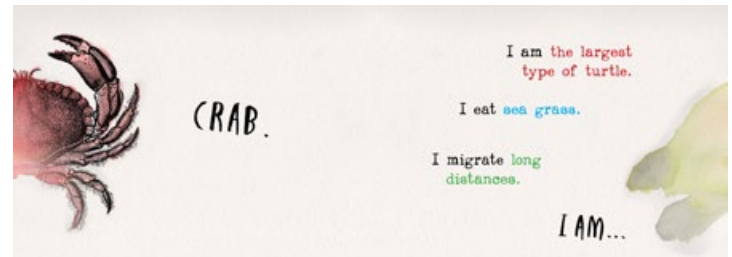 CRAB.
I am the largest
type of turtle.
I eat sea grass.
I migrate long
distances.
I AM...